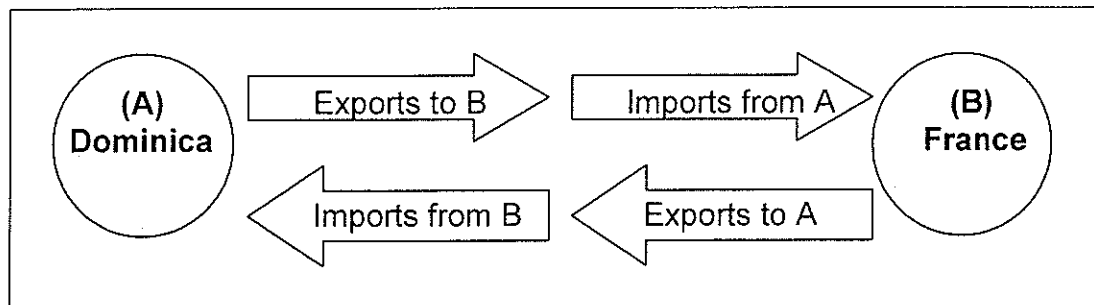 (A)
Dominica
Exports to B
Imports from A
(B)
France
Imports from B
Exports to A